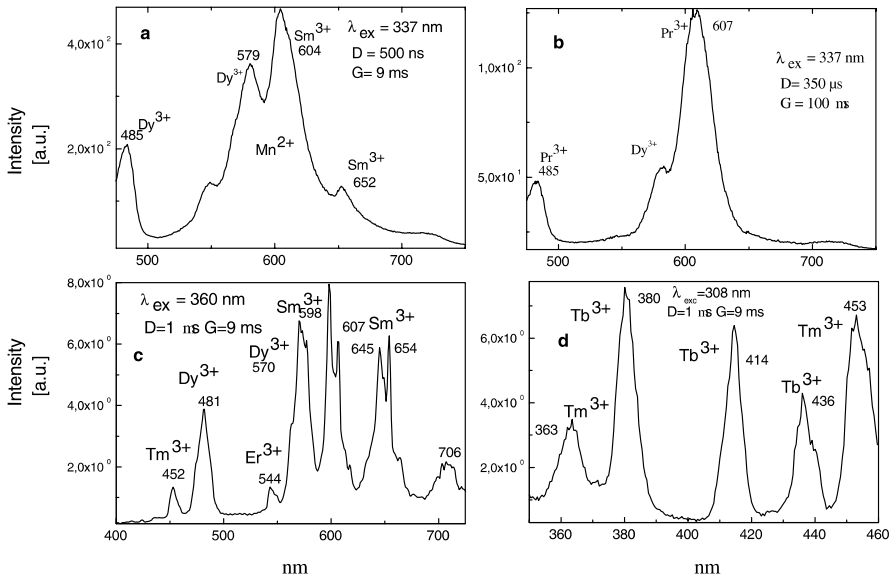 a
λ ex = 337 nm
D = 500 ns
G= 9 ms
4,0x10²
2,0x10²
Intensity
[a.u.]
Dy3+
485
Dy3+
579
Sm3+
604
Mn2+
Sm3+
652
500
600
700
b
λ ex = 337 nm
D= 350 µs
G = 100 ms
1,0x10²
5,0x10¹
Pr3+
485
Dy3+
Pr3+
607
500
600
700
c
λ ex = 360 nm
D=1 ms G=9 ms
8,0x10⁰
6,0x10⁰
4,0x10⁰
2,0x10⁰
Intensity
[a.u.]
Tm3+
452
Dy3+
481
Er3+
544
Dy3+
570
Sm3+
598
607
Sm3+
645
654
706
400
500
600
700
nm
d
λ exc =308 nm
D=1 ms G=9 ms
6,0x10⁰
4,0x10⁰
2,0x10⁰
363
Tm3+
Tb3+
380
Tb3+
414
Tb3+
436
Tm3+
453
360
380
400
420
440
460
nm